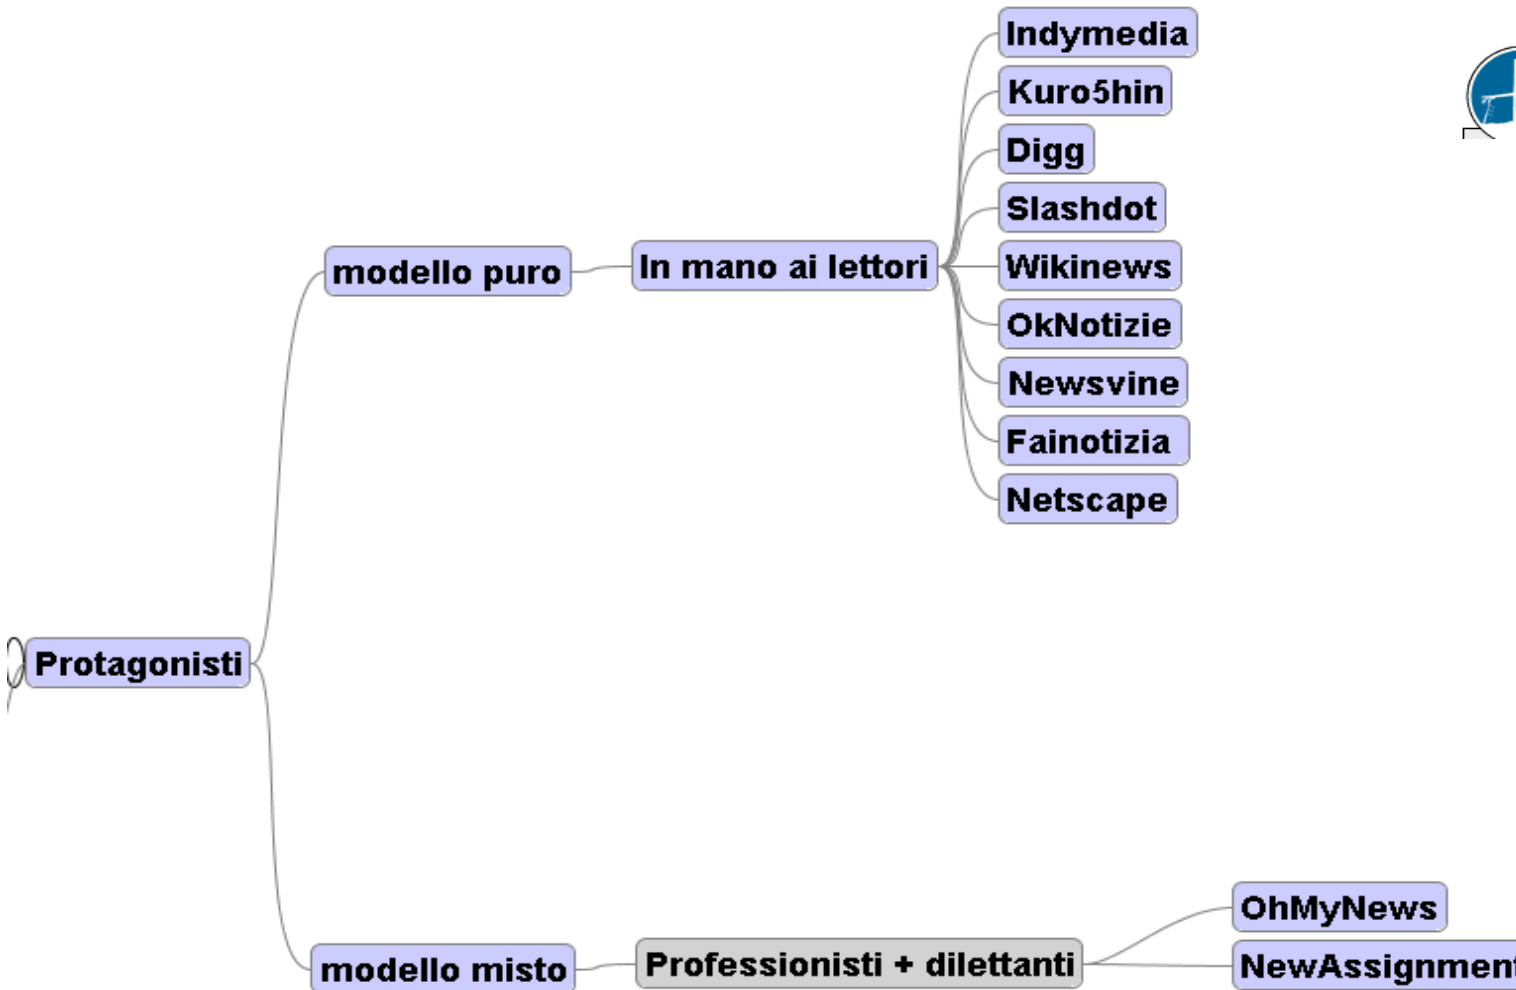 Indymedia
Kuro5hin
Digg
Slashdot
modello puro
In mano ai lettori
Wikinews
OkNotizie
Newsvine
Fainotizia
Netscape
Protagonisti
OhMyNews
modello misto
Professionisti + dilettanti
NewAssignment